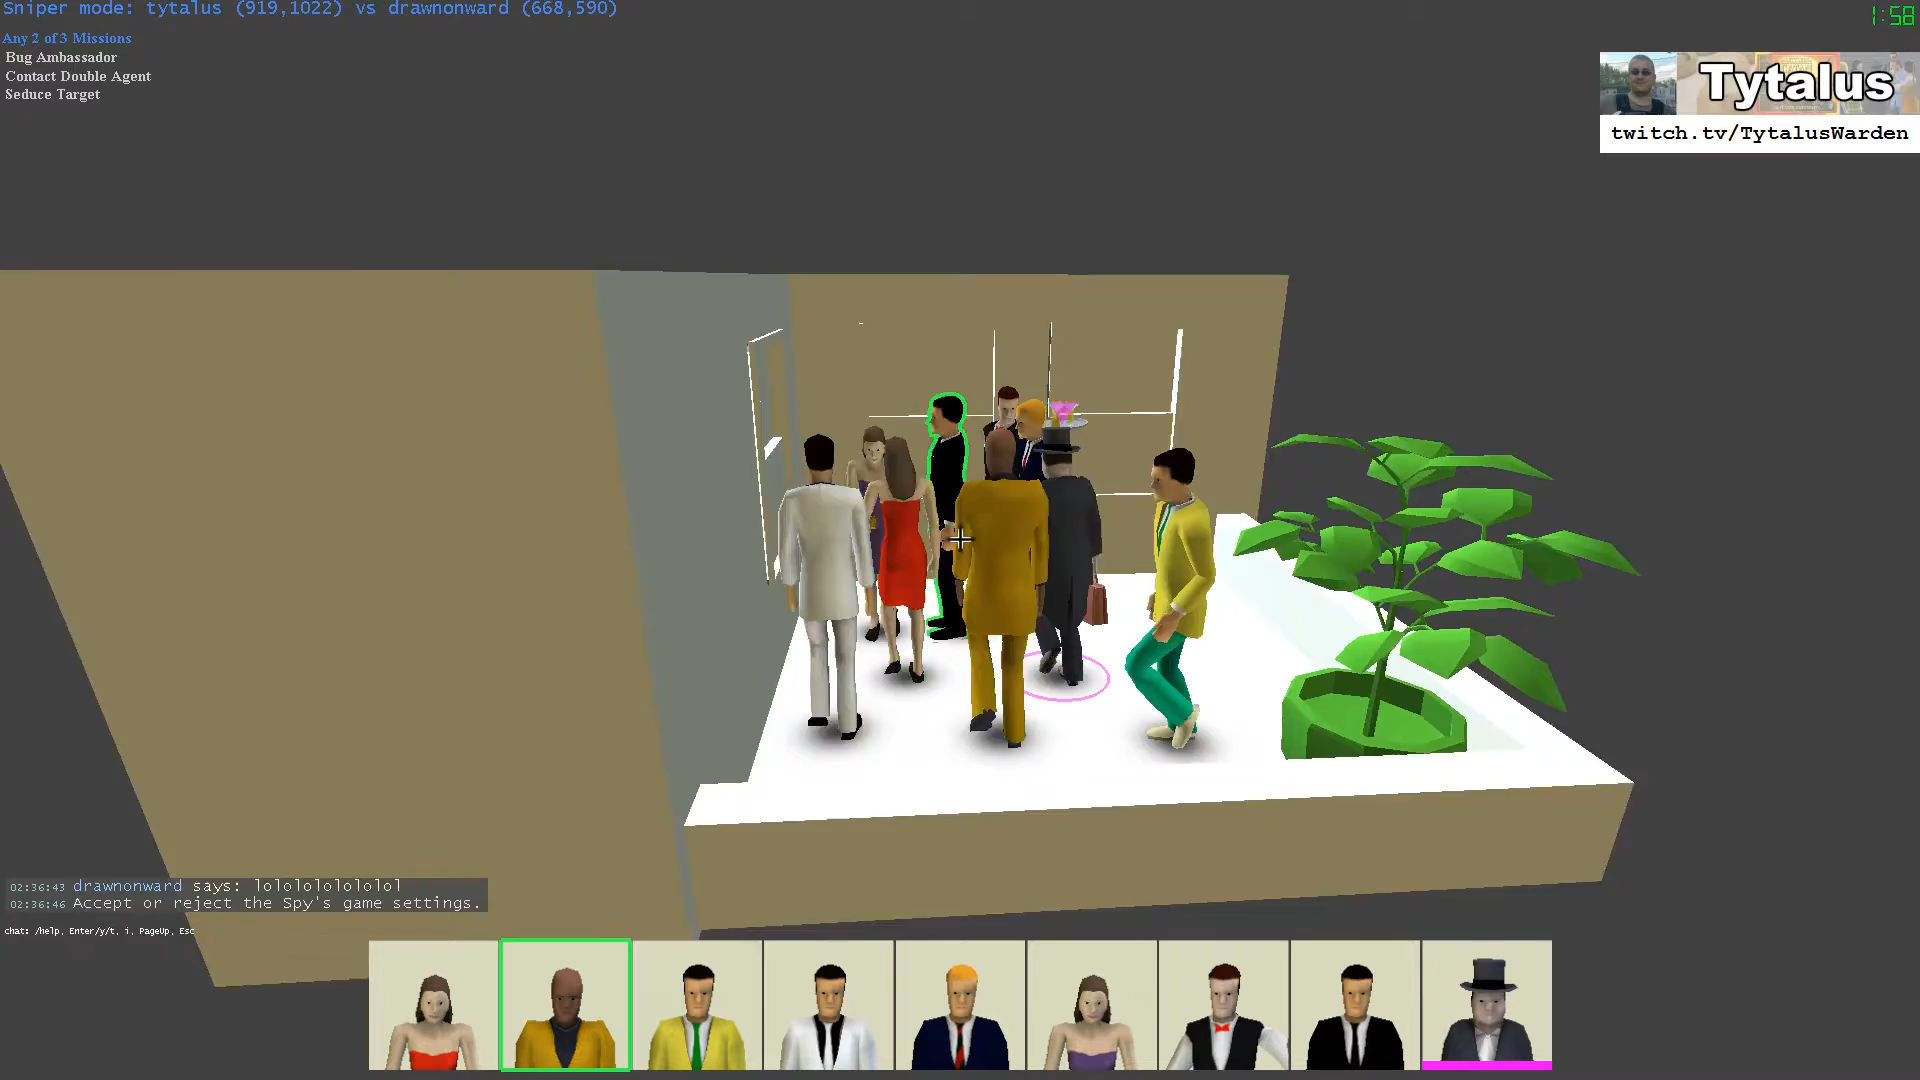 Sniper mode: tytalus (919,1022) vs drawnonward (668,590)
1:58
Any 2 of 3 Missions
Bug Ambassador
Contact Double Agent
Seduce Target
Tytalus
twitch.tv/TytalusWarden
02:36:43 drawnonward says: lolololololol
02:36:46 Accept or reject the Spy's game settings.
chat: /help, Enter/y/t, i, PageUp, Esc